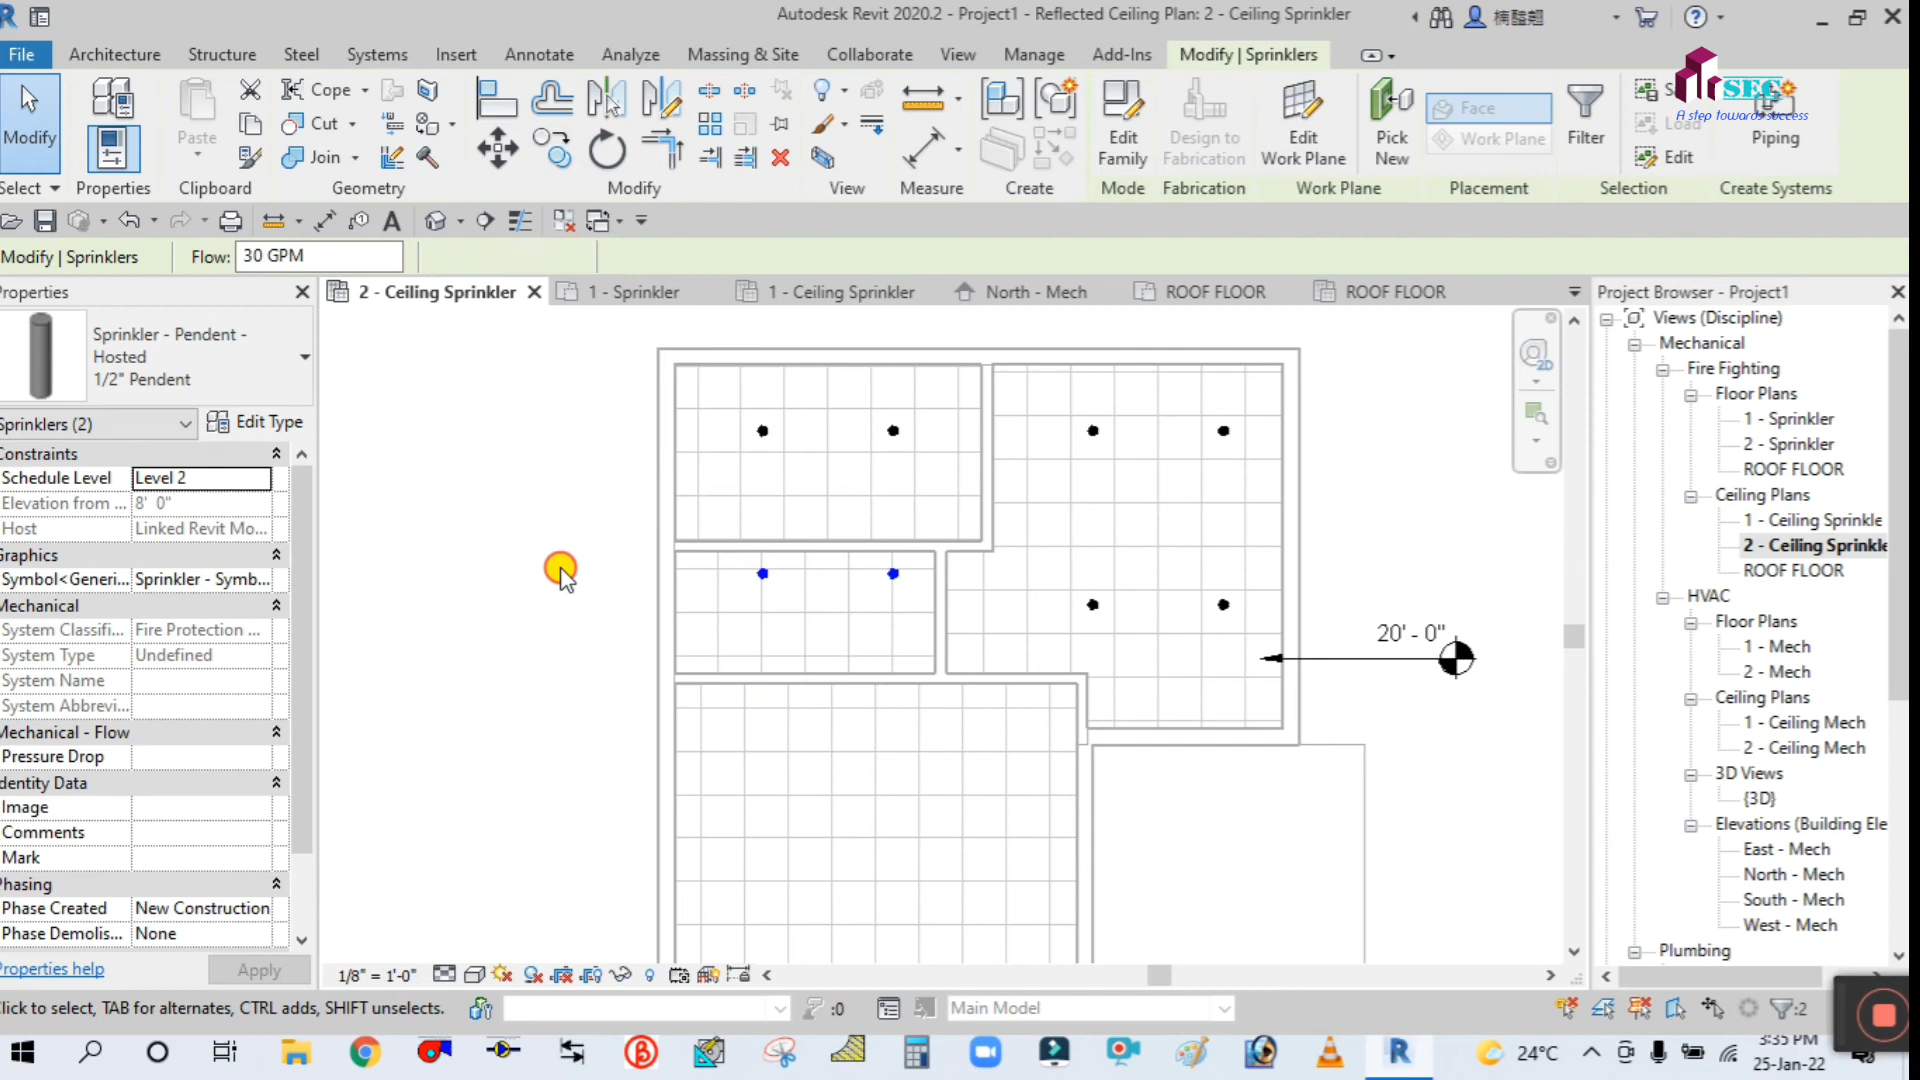 Autodesk Revit 2020.2 - Project1 - Reflected Ceiling Plan: 2 - Ceiling Sprinkler
File Architecture Structure Steel Systems Insert Annotate Analyze Massing & Site Collaborate View Manage Add-Ins Modify | Sprinklers
SEC
A step towards success
Modify
Paste
Cope
Cut
Join
Edit Family
Design to Fabrication
Edit Work Plane
Pick New
Face
Work Plane
Filter
Load
Edit
Piping
Select Properties Clipboard Geometry Modify View Measure Create Mode Fabrication Work Plane Placement Selection Create Systems
Modify | Sprinklers Flow: 30 GPM
Properties
2 - Ceiling Sprinkler 1 - Sprinkler 1 - Ceiling Sprinkler North - Mech ROOF FLOOR ROOF FLOOR
Project Browser - Project1
Sprinkler - Pendent -
Hosted
1/2" Pendent
Sprinklers (2) Edit Type
Constraints
Schedule Level Level 2
Elevation from ... 8' 0"
Host Linked Revit Mo...
Graphics
Symbol<Generi... Sprinkler - Symb...
Mechanical
System Classifi... Fire Protection ...
System Type Undefined
System Name
System Abbrevi...
Mechanical - Flow
Pressure Drop
Identity Data
Image
Comments
Mark
Phasing
Phase Created New Construction
Phase Demolis... None
Properties help Apply
20' - 0"
Views (Discipline)
Mechanical
Fire Fighting
Floor Plans
1 - Sprinkler
2 - Sprinkler
ROOF FLOOR
Ceiling Plans
1 - Ceiling Sprinkle
2 - Ceiling Sprinkle
ROOF FLOOR
HVAC
Floor Plans
1 - Mech
2 - Mech
Ceiling Plans
1 - Ceiling Mech
2 - Ceiling Mech
3D Views
{3D}
Elevations (Building Ele
East - Mech
North - Mech
South - Mech
West - Mech
Plumbing
1/8" = 1'-0"
Click to select, TAB for alternates, CTRL adds, SHIFT unselects. :0 Main Model :2
24°C
3:35 PM
25-Jan-22